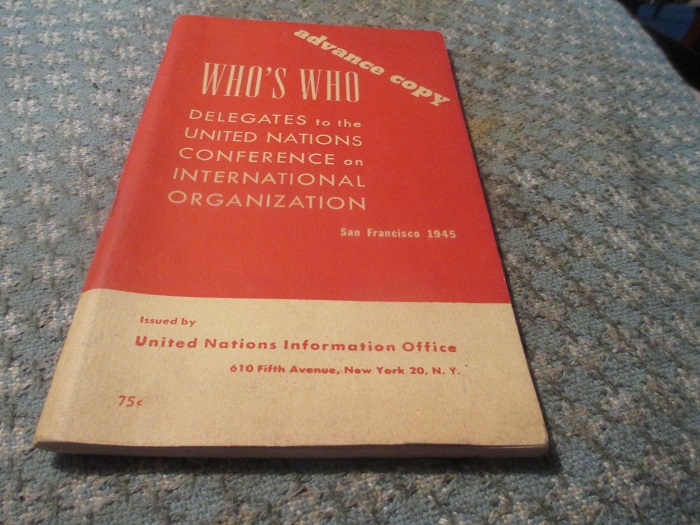 advance copy
WHO'S WHO
DELEGATES to the
UNITED NATIONS
CONFERENCE on
INTERNATIONAL
ORGANIZATION
San Francisco 1945
Issued by
United Nations Information Office
610 Fifth Avenue, New York 20, N. Y.
75¢